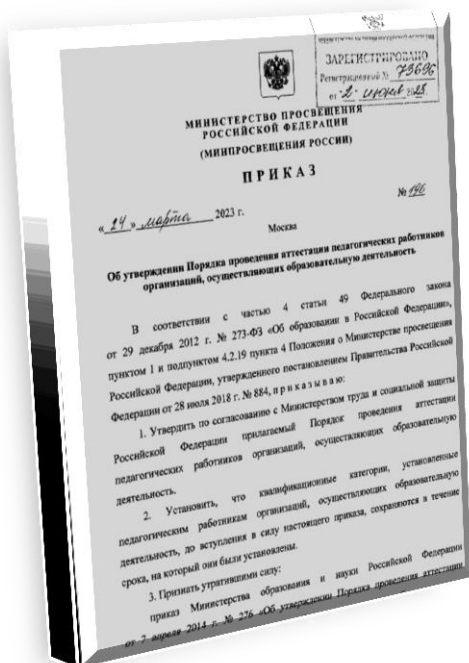 ЗАРЕГИСТРИРОВАНО
Регистрационный № 73696
от "2" июня 2023.
МИНИСТЕРСТВО ПРОСВЕЩЕНИЯ
РОССИЙСКОЙ ФЕДЕРАЦИИ
(МИНПРОСВЕЩЕНИЯ РОССИИ)
ПРИКАЗ
« 24 » марта 2023 г.
№ 196
Москва
Об утверждении Порядка проведения аттестации педагогических работников
организаций, осуществляющих образовательную деятельность
В соответствии с частью 4 статьи 49 Федерального закона
от 29 декабря 2012 г. № 273-ФЗ «Об образовании в Российской Федерации»,
пунктом 1 и подпунктом 4.2.19 пункта 4 Положения о Министерстве просвещения
Российской Федерации, утвержденного постановлением Правительства Российской
Федерации от 28 июля 2018 г. № 884, п р и к а з ы в а ю:
1. Утвердить по согласованию с Министерством труда и социальной защиты
Российской Федерации прилагаемый Порядок проведения аттестации
педагогических работников организаций, осуществляющих образовательную
деятельность.
2. Установить, что квалификационные категории, установленные
педагогическим работникам организаций, осуществляющих образовательную
деятельность, до вступления в силу настоящего приказа, сохраняются в течение
срока, на который они были установлены.
3. Признать утратившими силу:
приказ Министерства образования и науки Российской Федерации
от 7 апреля 2014 г. № 276 «Об утверждении Порядка проведения аттестации